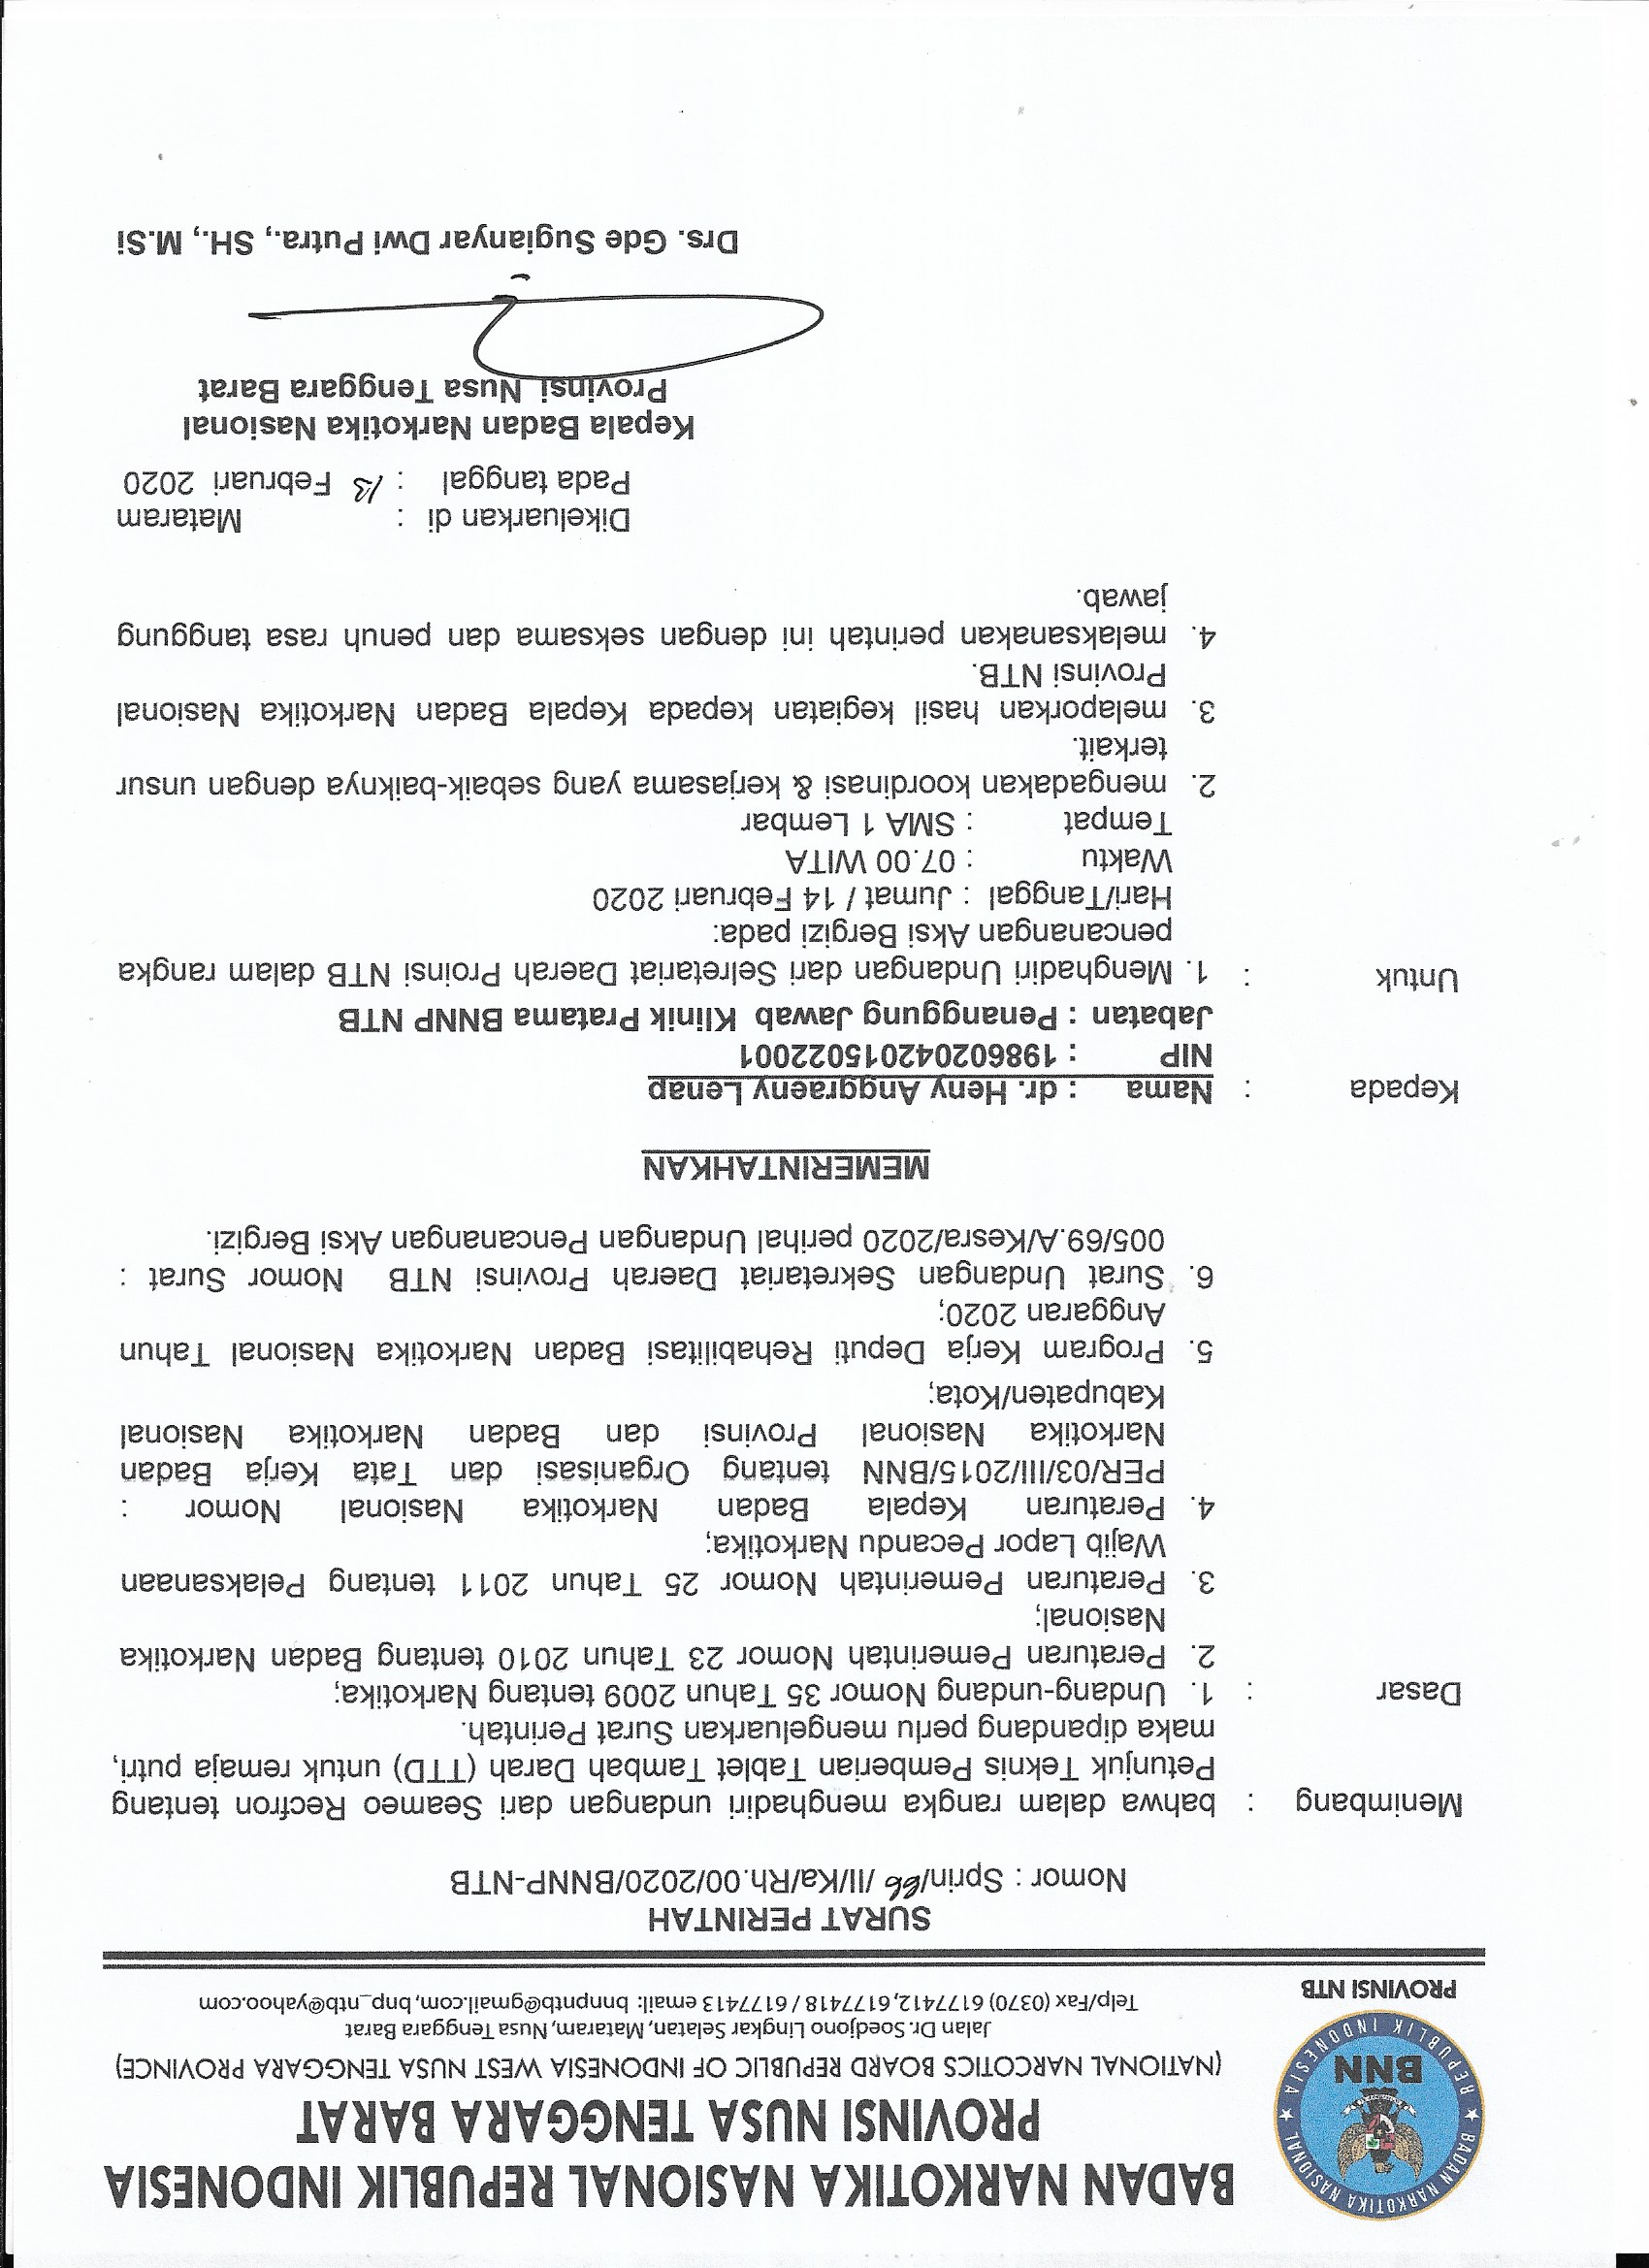 BADAN NARKOTIKA NASIONAL REPUBLIK INDONESIA
PROVINSI NUSA TENGGARA BARAT
(NATIONAL NARCOTICS BOARD REPUBLIC OF INDONESIA WEST NUSA TENGGARA PROVINCE)
Jalan Dr. Soedjono Lingkar Selatan, Mataram, Nusa Tenggara Barat
Telp/Fax (0370) 6177412, 6177418 / 6177413 email: bnnpntb@gmail.com, bnp_ntb@yahoo.com
BADAN NARKOTIKA NASIONAL
REPUBLIK INDONESIA
BNN
PROVINSI NTB
SURAT PERINTAH
Nomor : Sprin/66 /II/Ka/Rh.00/2020/BNNP-NTB
Menimbang : bahwa dalam rangka menghadiri undangan dari Seameo Recfron tentang
Petunjuk Teknis Pemberian Tablet Tambah Darah (TTD) untuk remaja putri,
maka dipandang perlu mengeluarkan Surat Perintah.
Dasar : 1. Undang-undang Nomor 35 Tahun 2009 tentang Narkotika;
2. Peraturan Pemerintah Nomor 23 Tahun 2010 tentang Badan Narkotika
Nasional;
3. Peraturan Pemerintah Nomor 25 Tahun 2011 tentang Pelaksanaan
Wajib Lapor Pecandu Narkotika;
4. Peraturan Kepala Badan Narkotika Nasional Nomor :
PER/03/III/2015/BNN tentang Organisasi dan Tata Kerja Badan
Narkotika Nasional Provinsi dan Badan Narkotika Nasional
Kabupaten/Kota;
5. Program Kerja Deputi Rehabilitasi Badan Narkotika Nasional Tahun
Anggaran 2020;
6. Surat Undangan Sekretariat Daerah Provinsi NTB Nomor Surat :
005/69.A/Kesra/2020 perihal Undangan Pencanangan Aksi Bergizi.
MEMERINTAHKAN
Kepada : Nama : dr. Heny Anggraeny Lenap
NIP : 198602042015022001
Jabatan : Penanggung Jawab Klinik Pratama BNNP NTB
Untuk : 1. Menghadiri Undangan dari Selretariat Daerah Proinsi NTB dalam rangka
pencanangan Aksi Bergizi pada:
Hari/Tanggal : Jumat / 14 Februari 2020
Waktu : 07.00 WITA
Tempat : SMA 1 Lembar
2. mengadakan koordinasi & kerjasama yang sebaik-baiknya dengan unsur
terkait.
3. melaporkan hasil kegiatan kepada Kepala Badan Narkotika Nasional
Provinsi NTB.
4. melaksanakan perintah ini dengan seksama dan penuh rasa tanggung
jawab.
Dikeluarkan di : Mataram
Pada tanggal : 13 Februari 2020
Kepala Badan Narkotika Nasional
Provinsi Nusa Tenggara Barat
Drs. Gde Sugianyar Dwi Putra., SH., M.Si